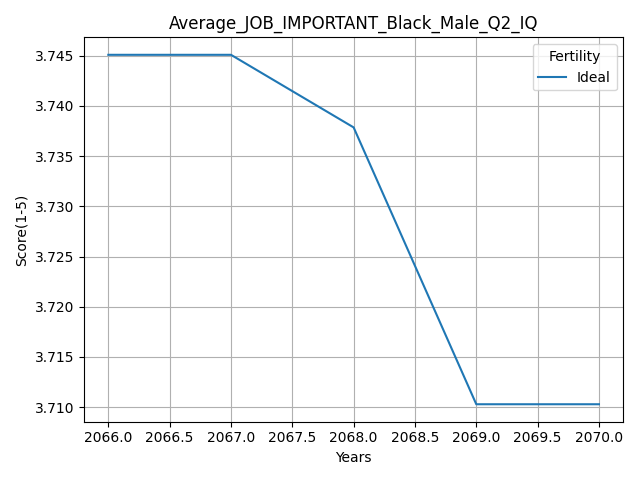 Average_JOB_IMPORTANT_Black_Male_Q2_IQ
Fertility
Ideal
3.745
3.740
3.735
3.730
3.725
3.720
3.715
3.710
Score(1-5)
2066.0 2066.5 2067.0 2067.5 2068.0 2068.5 2069.0 2069.5 2070.0
Years